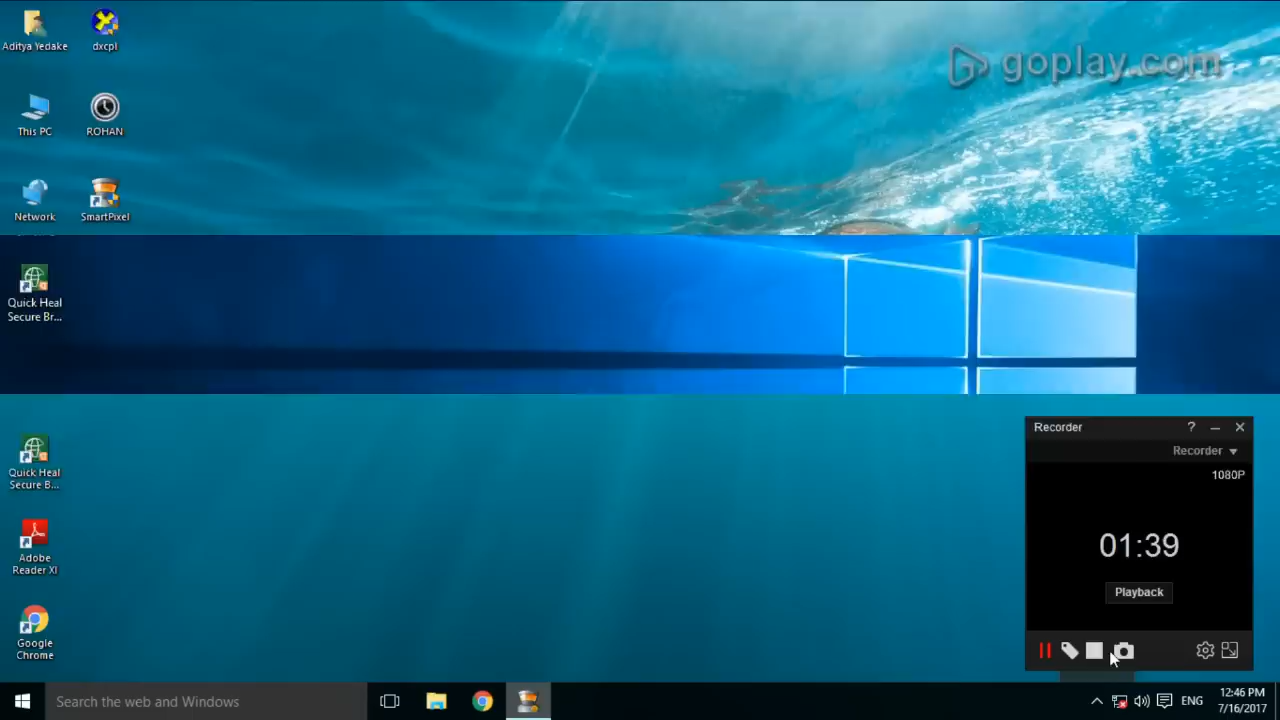 Aditya Yedake
dxcpl
goplay.com
This PC
ROHAN
Network
SmartPixel
Quick Heal
Secure Br...
Recorder
?
Recorder
1080P
Quick Heal
Secure B...
01:39
Adobe
Reader XI
Playback
Google
Chrome
Search the web and Windows
ENG
12:46 PM
7/16/2017